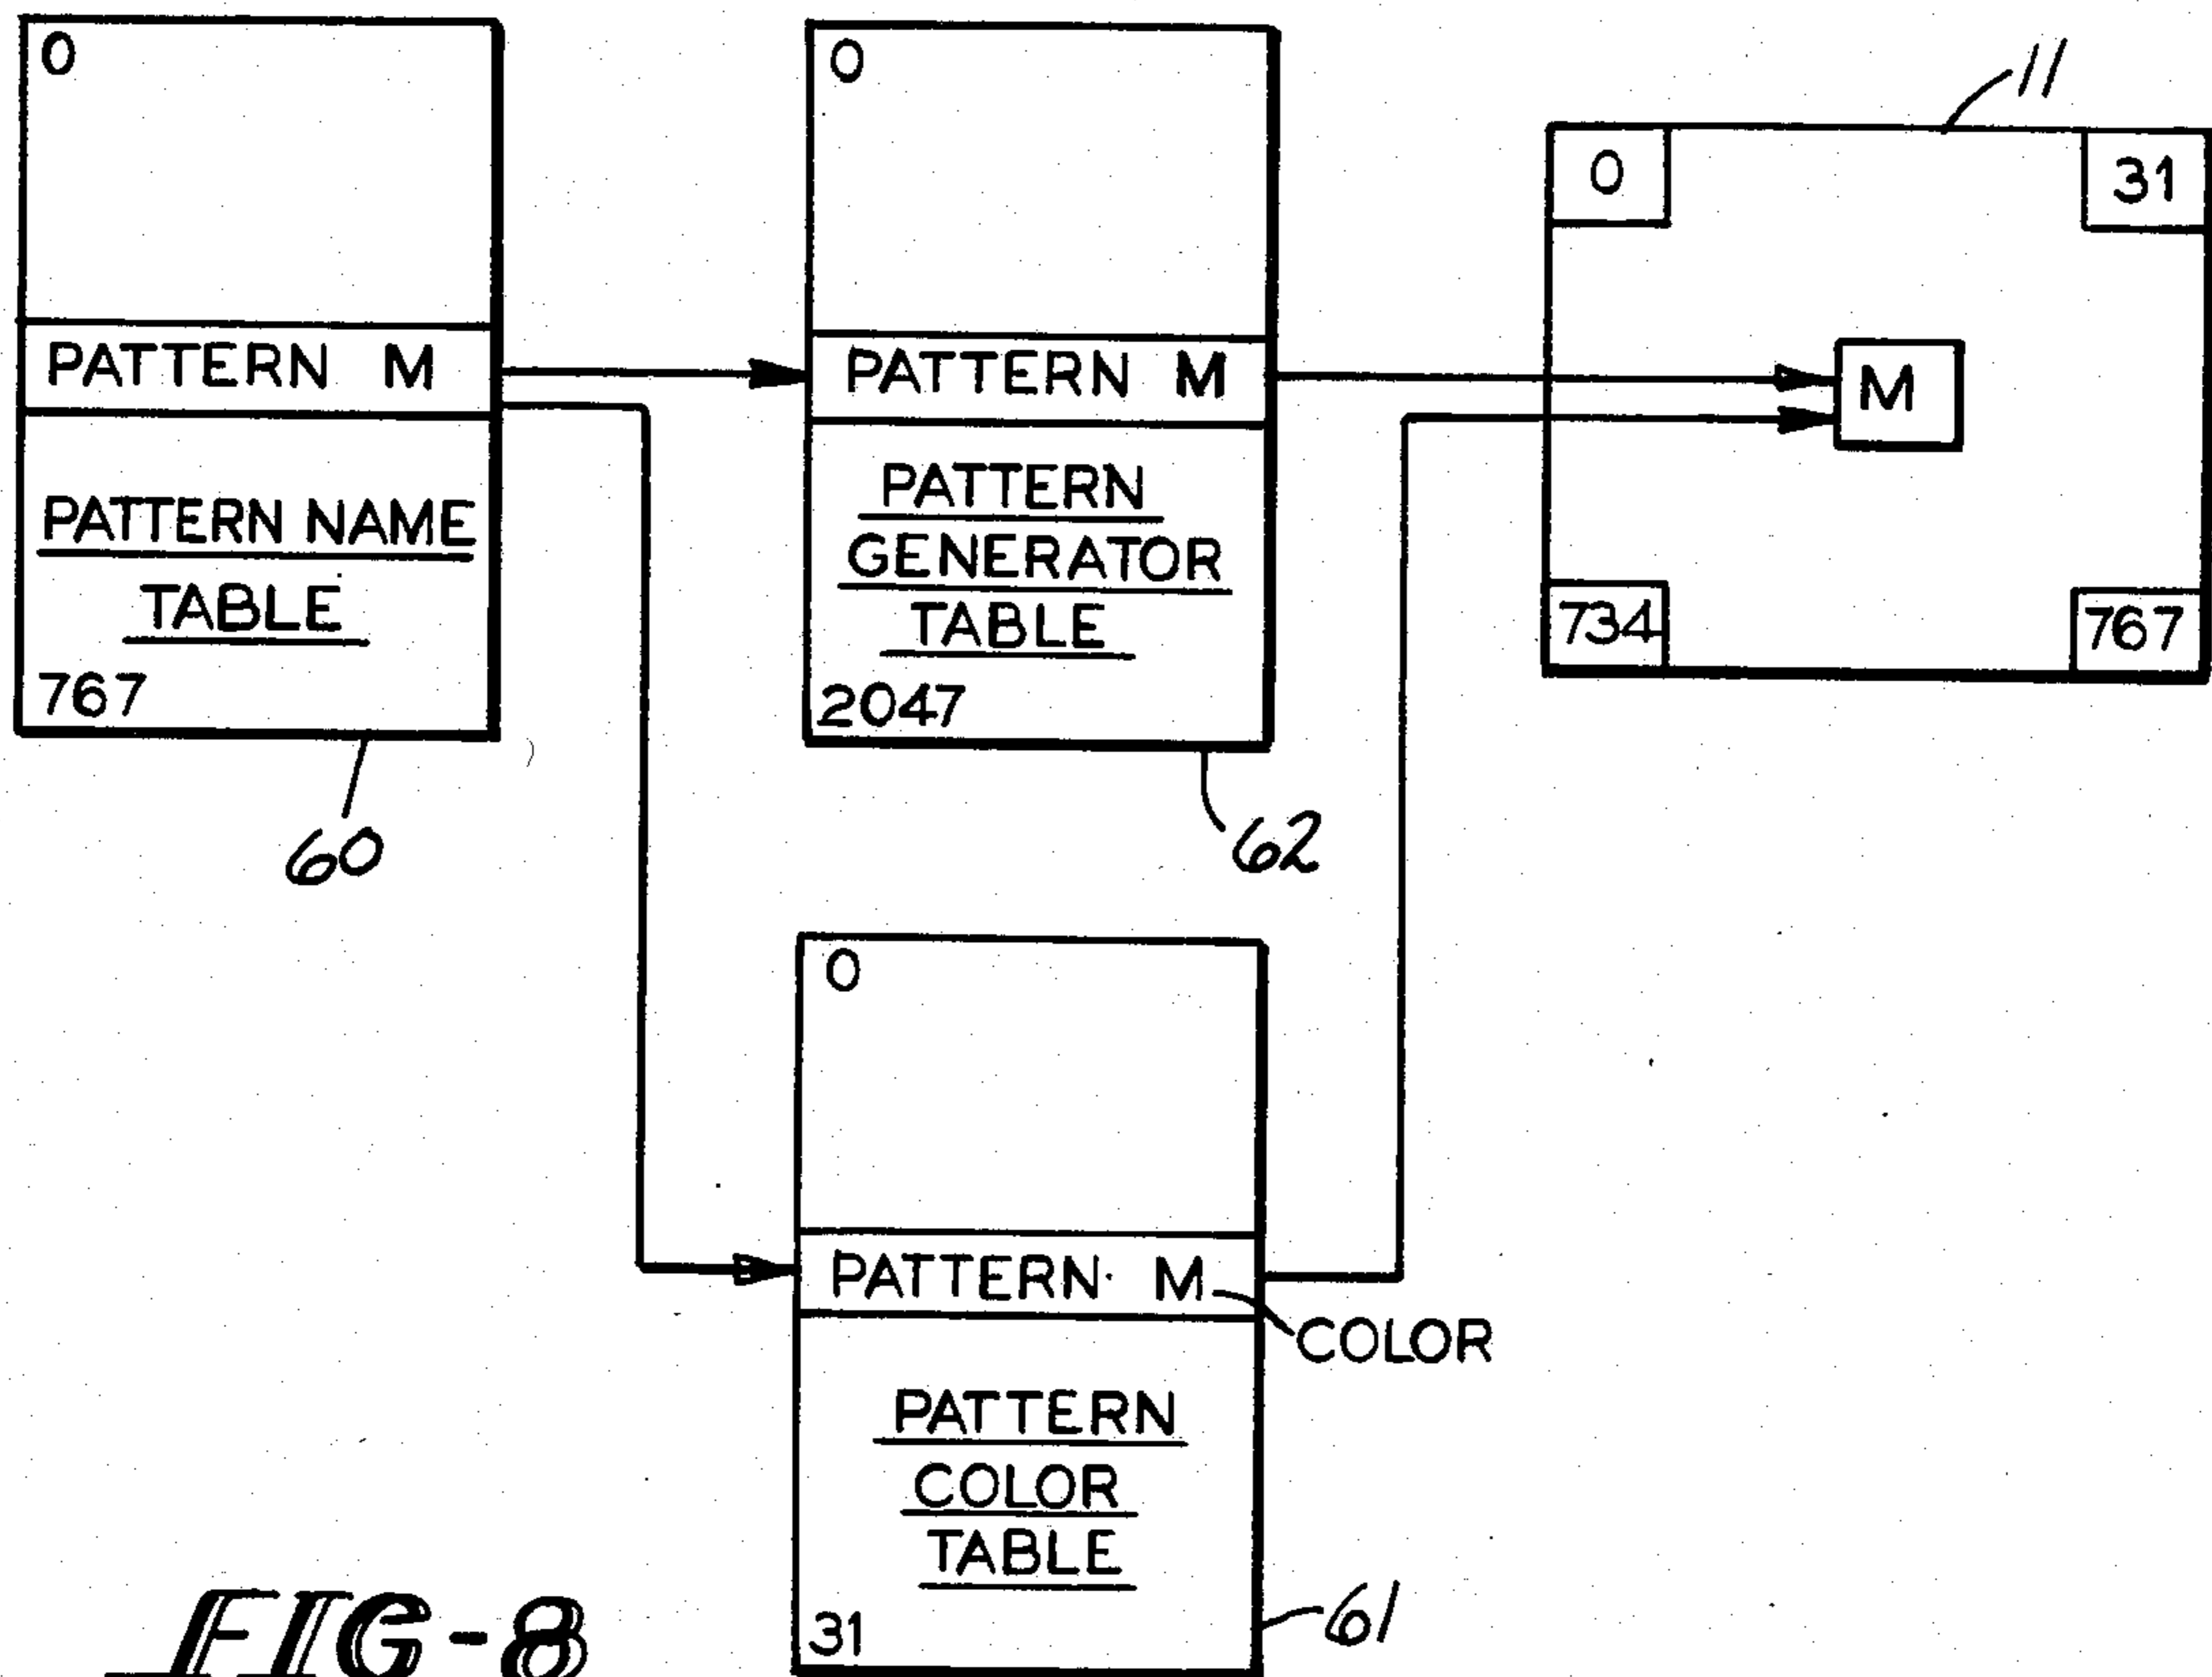 0
PATTERN M
PATTERN NAME
TABLE
767
60
0
PATTERN M
PATTERN
GENERATOR
TABLE
2047
62
11
0
31
M
734
767
0
PATTERN M
COLOR
PATTERN
COLOR
TABLE
31
61
FIG-8